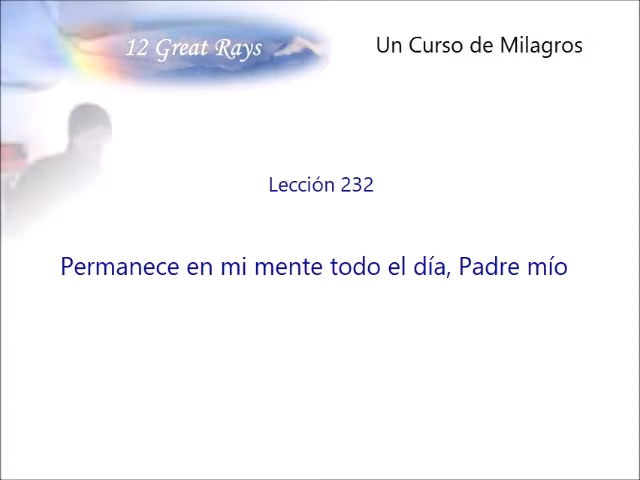 12 Great Rays
Un Curso de Milagros
Lección 232
Permanece en mi mente todo el día, Padre mío